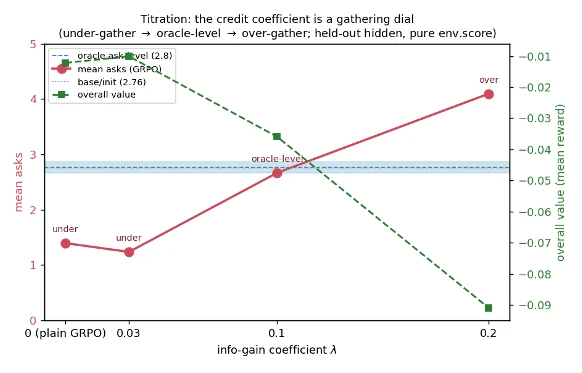 Titration: the credit coefficient is a gathering dial
(under-gather → oracle-level → over-gather; held-out hidden, pure env.score)
oracle ask-level (2.8)
mean asks (GRPO)
base/init (2.76)
overall value
under
under
oracle-level
over
5
4
3
2
1
0
mean asks
−0.01
−0.02
−0.03
−0.04
−0.05
−0.06
−0.07
−0.08
−0.09
overall value (mean reward)
0 (plain GRPO) 0.03 0.1 0.2
info-gain coefficient λ